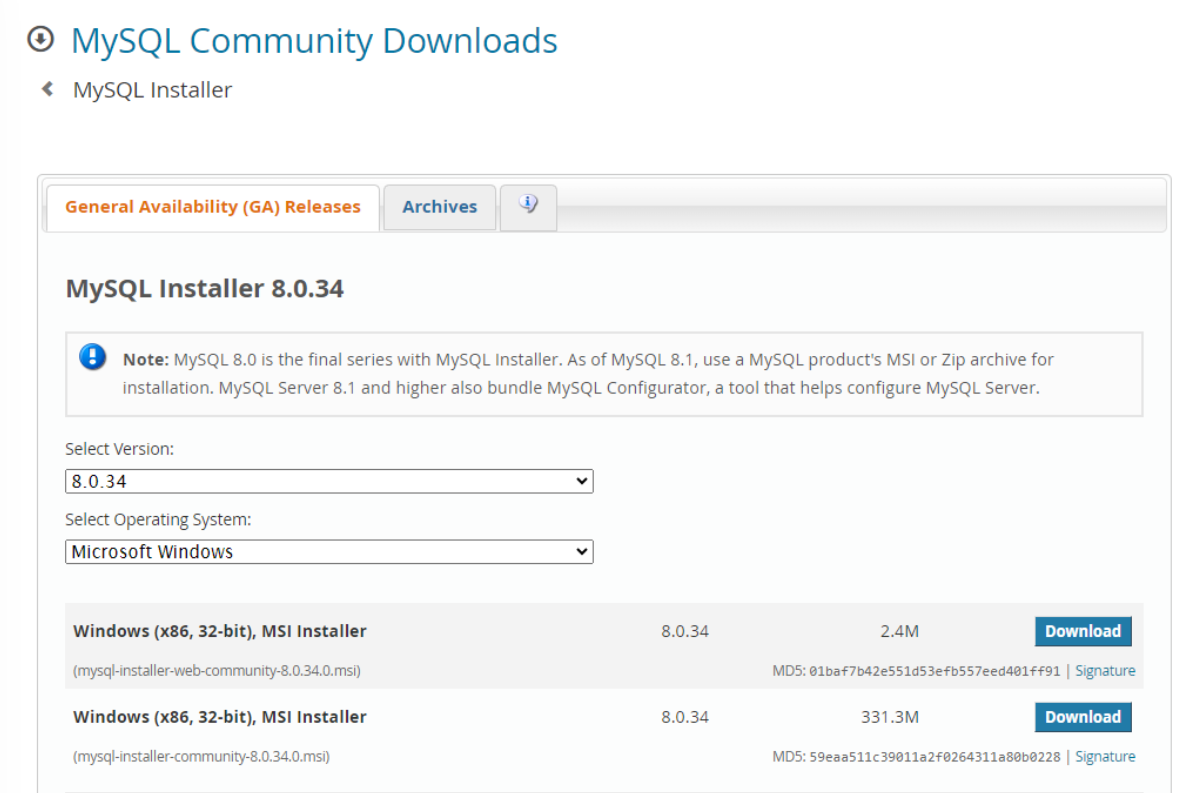 MySQL Community Downloads
MySQL Installer
General Availability (GA) Releases
Archives
MySQL Installer 8.0.34
Note: MySQL 8.0 is the final series with MySQL Installer. As of MySQL 8.1, use a MySQL product's MSI or Zip archive for
installation. MySQL Server 8.1 and higher also bundle MySQL Configurator, a tool that helps configure MySQL Server.
Select Version:
8.0.34
Select Operating System:
Microsoft Windows
Windows (x86, 32-bit), MSI Installer 8.0.34 2.4M Download
(mysql-installer-web-community-8.0.34.0.msi) MD5: 01baf7b42e551d53efb557eed401ff91 | Signature
Windows (x86, 32-bit), MSI Installer 8.0.34 331.3M Download
(mysql-installer-community-8.0.34.0.msi) MD5: 59eaa511c39011a2f0264311a80b0228 | Signature